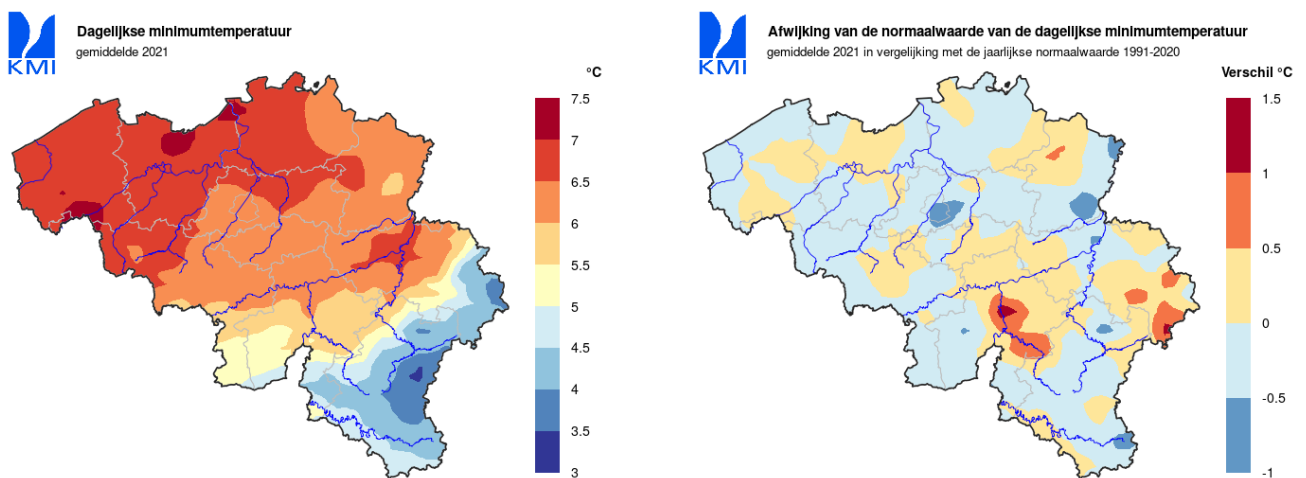 Dagelijkse minimumtemperatuur
gemiddelde 2021
KMI
°C
7.5
7
6.5
6
5.5
5
4.5
4
3.5
3
Afwijking van de normaalwaarde van de dagelijkse minimumtemperatuur
gemiddelde 2021 in vergelijking met de jaarlijkse normaalwaarde 1991-2020
KMI
Verschil °C
1.5
1
0.5
0
-0.5
-1